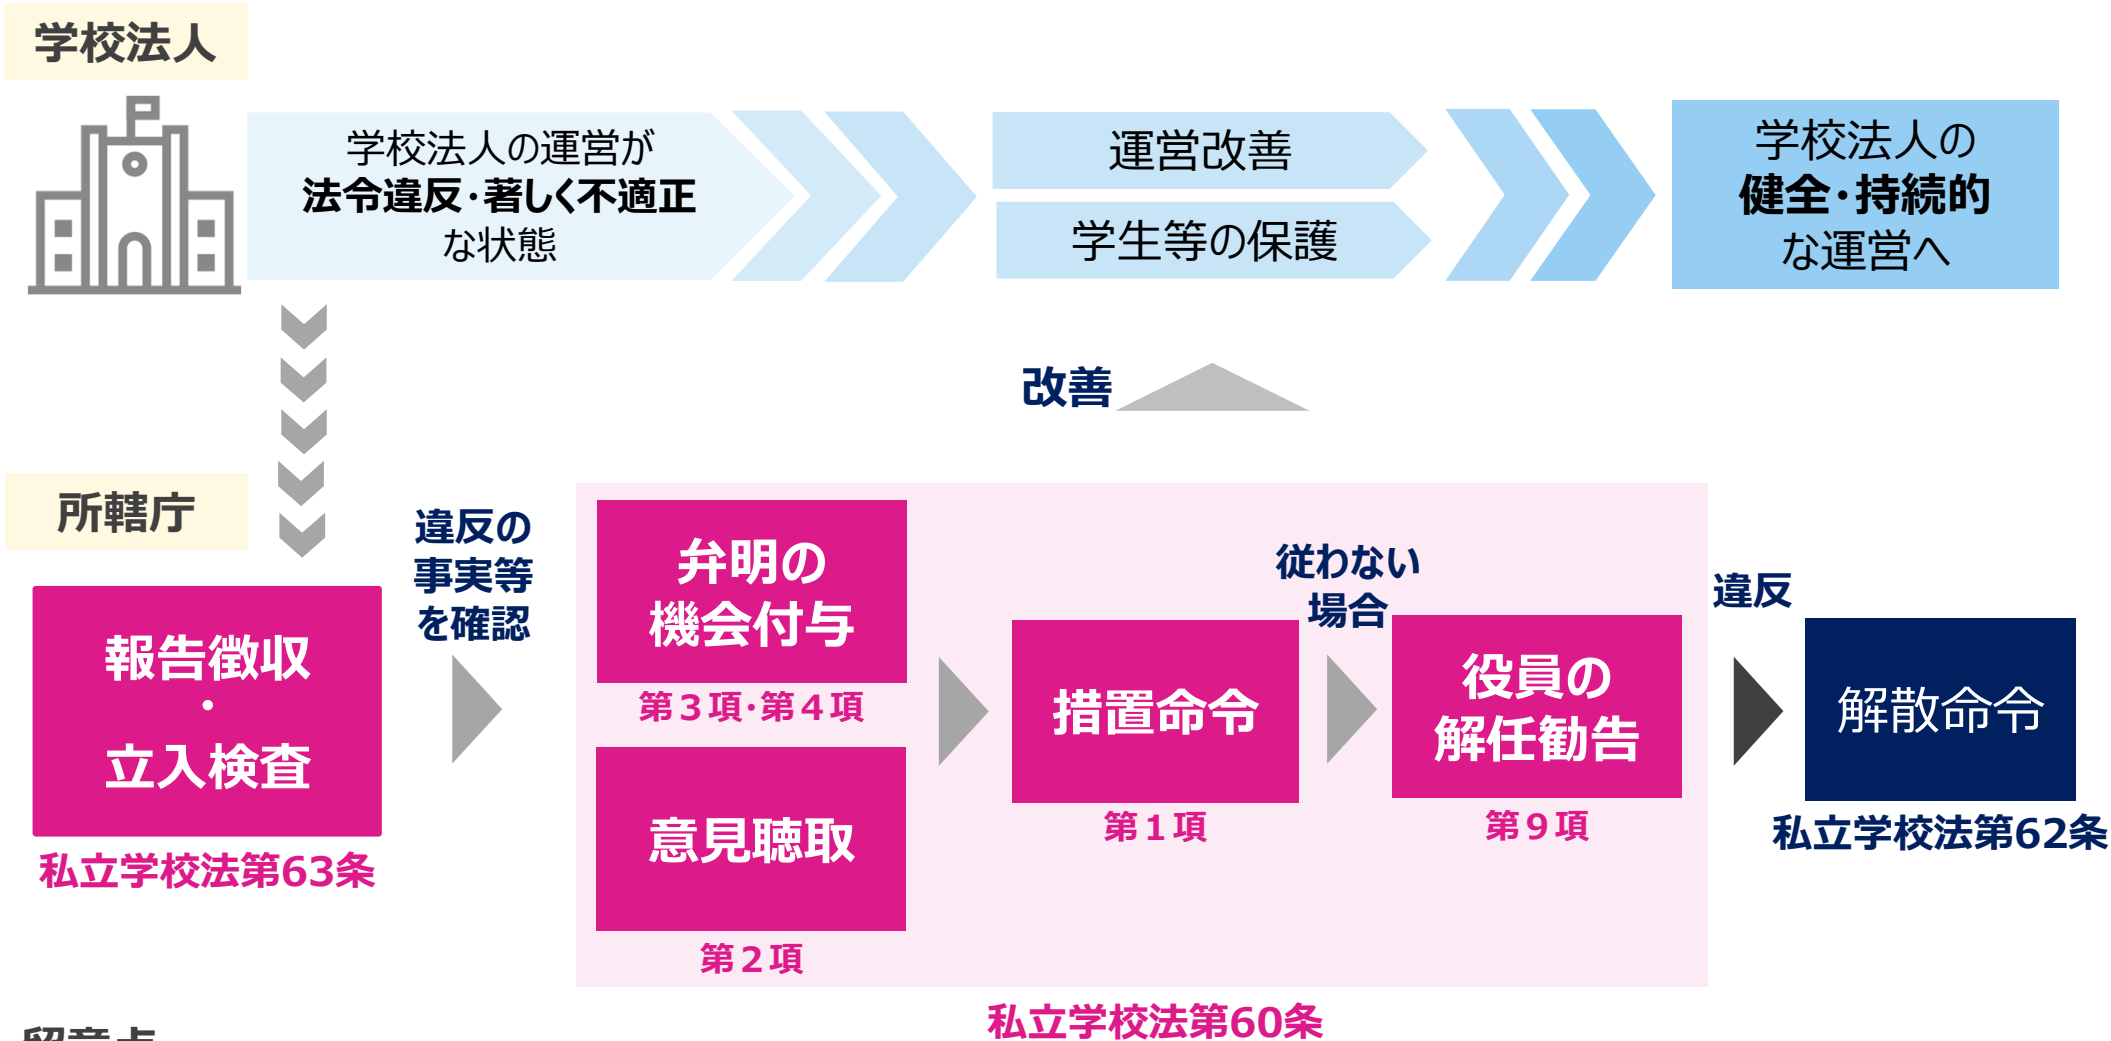 学校法人
学校法人の運営が
法令違反・著しく不適正
な状態
運営改善
学生等の保護
学校法人の
健全・持続的
な運営へ
改善
所轄庁
報告徴収
・
立入検査
私立学校法第63条
違反の
事実等
を確認
弁明の
機会付与
第３項・第４項
意見聴取
第２項
措置命令
第１項
従わない
場合
役員の
解任勧告
第９項
私立学校法第60条
違反
解散命令
私立学校法第62条
留意点